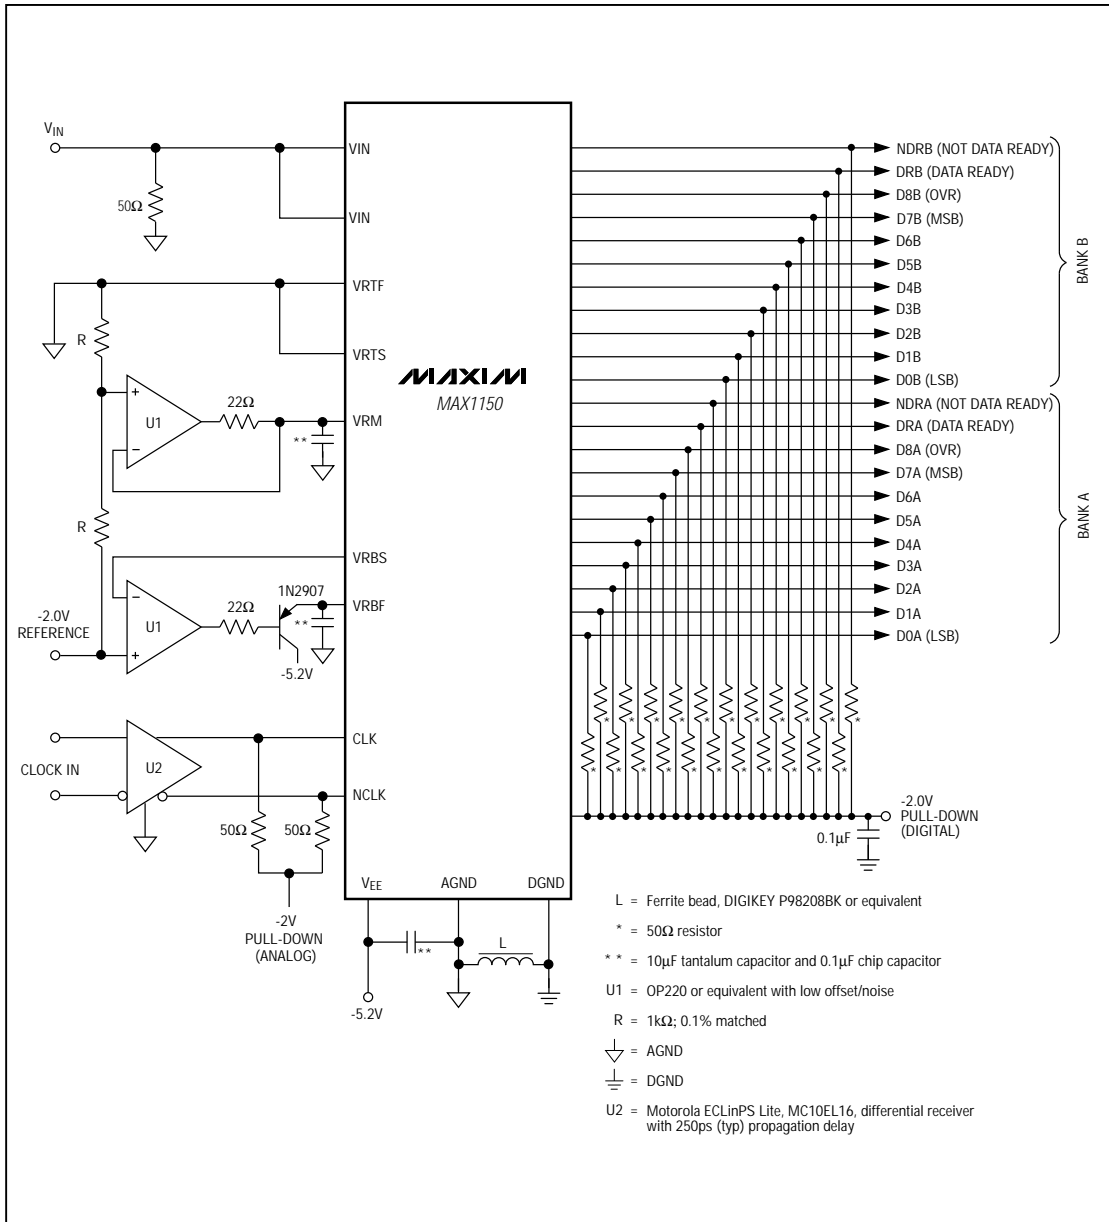 VIN
50Ω
R
22Ω
U1
+
−
**
R
-2.0V
REFERENCE
−
U1
+
22Ω
1N2907
**
-5.2V
CLOCK IN
U2
50Ω
50Ω
-2V
PULL-DOWN
(ANALOG)
VIN
VIN
VRTF
VRTS
VRM
VRBS
VRBF
CLK
NCLK
VEE
AGND
DGND
MAXIM
MAX1150
**
L
-5.2V
NDRB (NOT DATA READY)
DRB (DATA READY)
D8B (OVR)
D7B (MSB)
D6B
D5B
D4B
D3B
D2B
D1B
D0B (LSB)
BANK B
NDRA (NOT DATA READY)
DRA (DATA READY)
D8A (OVR)
D7A (MSB)
D6A
D5A
D4A
D3A
D2A
D1A
D0A (LSB)
BANK A
* * * * * * * * * * *
* * * * * * * * * * *
-2.0V
PULL-DOWN
(DIGITAL)
0.1µF
L = Ferrite bead, DIGIKEY P98208BK or equivalent
* = 50Ω resistor
** = 10µF tantalum capacitor and 0.1µF chip capacitor
U1 = OP220 or equivalent with low offset/noise
R = 1kΩ; 0.1% matched
= AGND
= DGND
U2 = Motorola ECLinPS Lite, MC10EL16, differential receiver
with 250ps (typ) propagation delay